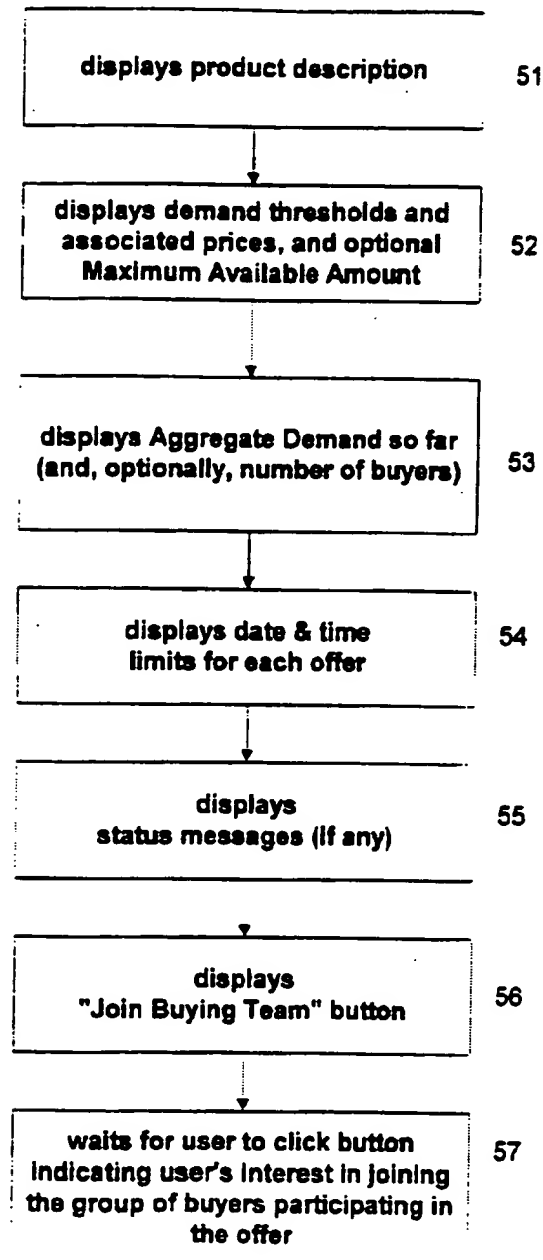 displays product description
51
displays demand thresholds and
associated prices, and optional
Maximum Available Amount
52
displays Aggregate Demand so far
(and, optionally, number of buyers)
53
displays date & time
limits for each offer
54
displays
status messages (if any)
55
displays
"Join Buying Team" button
56
waits for user to click button
indicating user's interest in joining
the group of buyers participating in
the offer
57